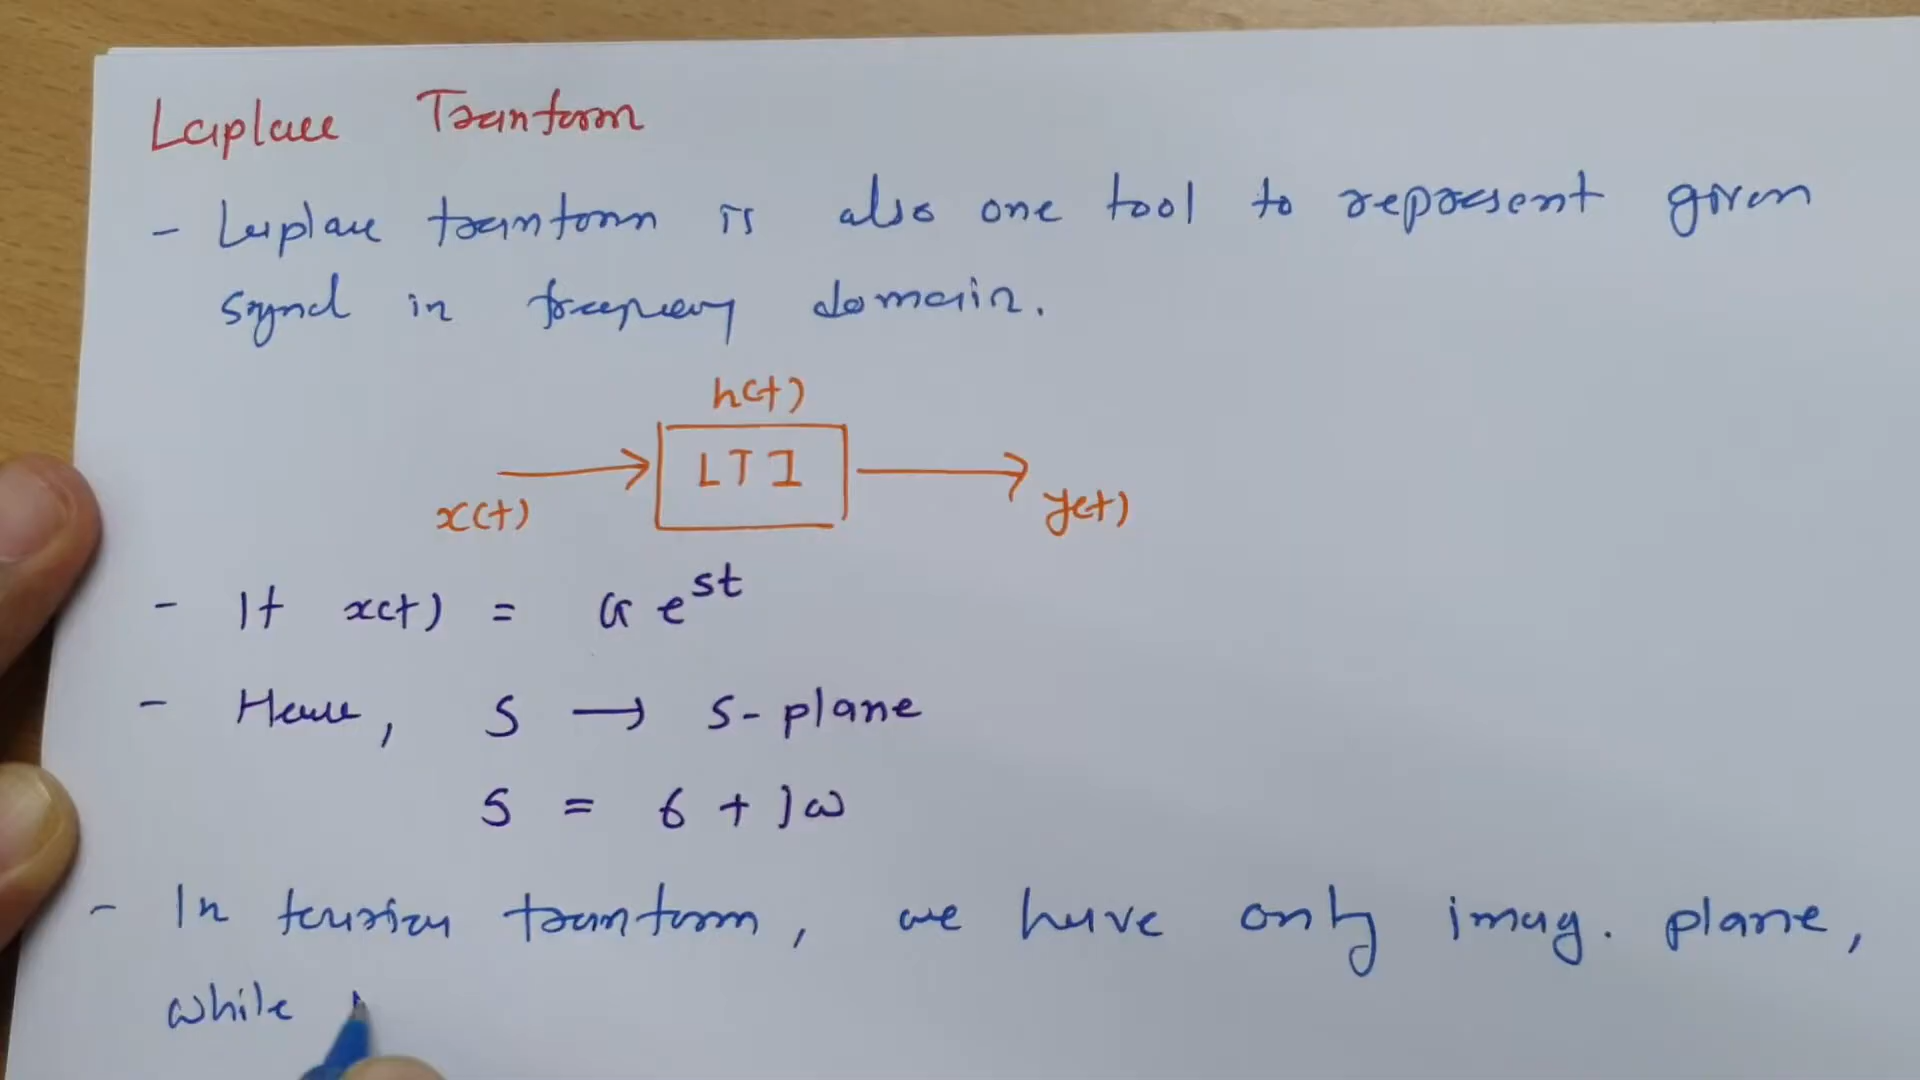 Laplace Transform
- Laplace transform is also one tool to represent given
signal in frequency domain.
h(t)
LTI
x(t)
y(t)
- If x(t) = G e^st
- Here, S → S-plane
S = σ + jω
- In fourier transform, we have only imag. plane,
while